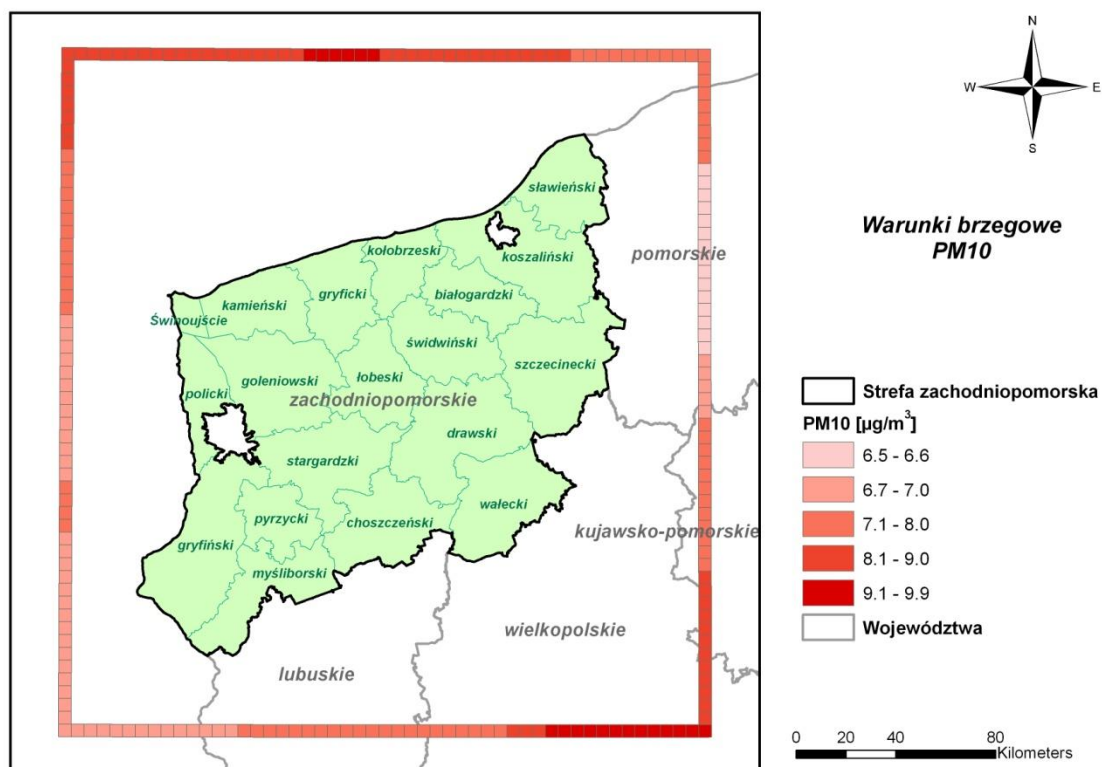 N
W E
S
Warunki brzegowe
PM10
sławieński
kołobrzeski
koszaliński
pomorskie
kamieński
gryficki
białogardzki
Świnoujście
świdwiński
szczecinecki
policki
goleniowski
łobeski
zachodniopomorskie
drawski
stargardzki
wałecki
pyrzycki
choszczeński
kujawsko-pomorskie
gryfiński
myśliborski
wielkopolskie
lubuskie
Strefa zachodniopomorska
PM10 [µg/m³]
6.5 - 6.6
6.7 - 7.0
7.1 - 8.0
8.1 - 9.0
9.1 - 9.9
Województwa
0 20 40 80
Kilometers